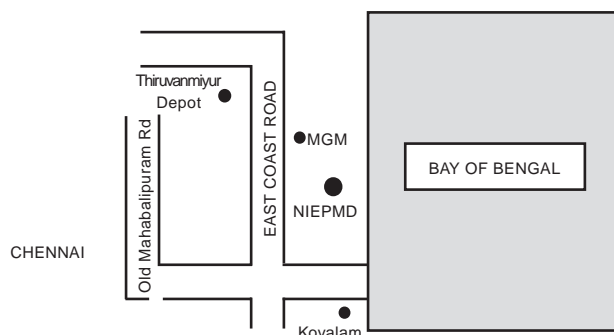 Thiruvanmiyur
Depot
EAST COAST ROAD
MGM
Old Mahabalipuram Rd
BAY OF BENGAL
NIEPMD
CHENNAI
Kovalam